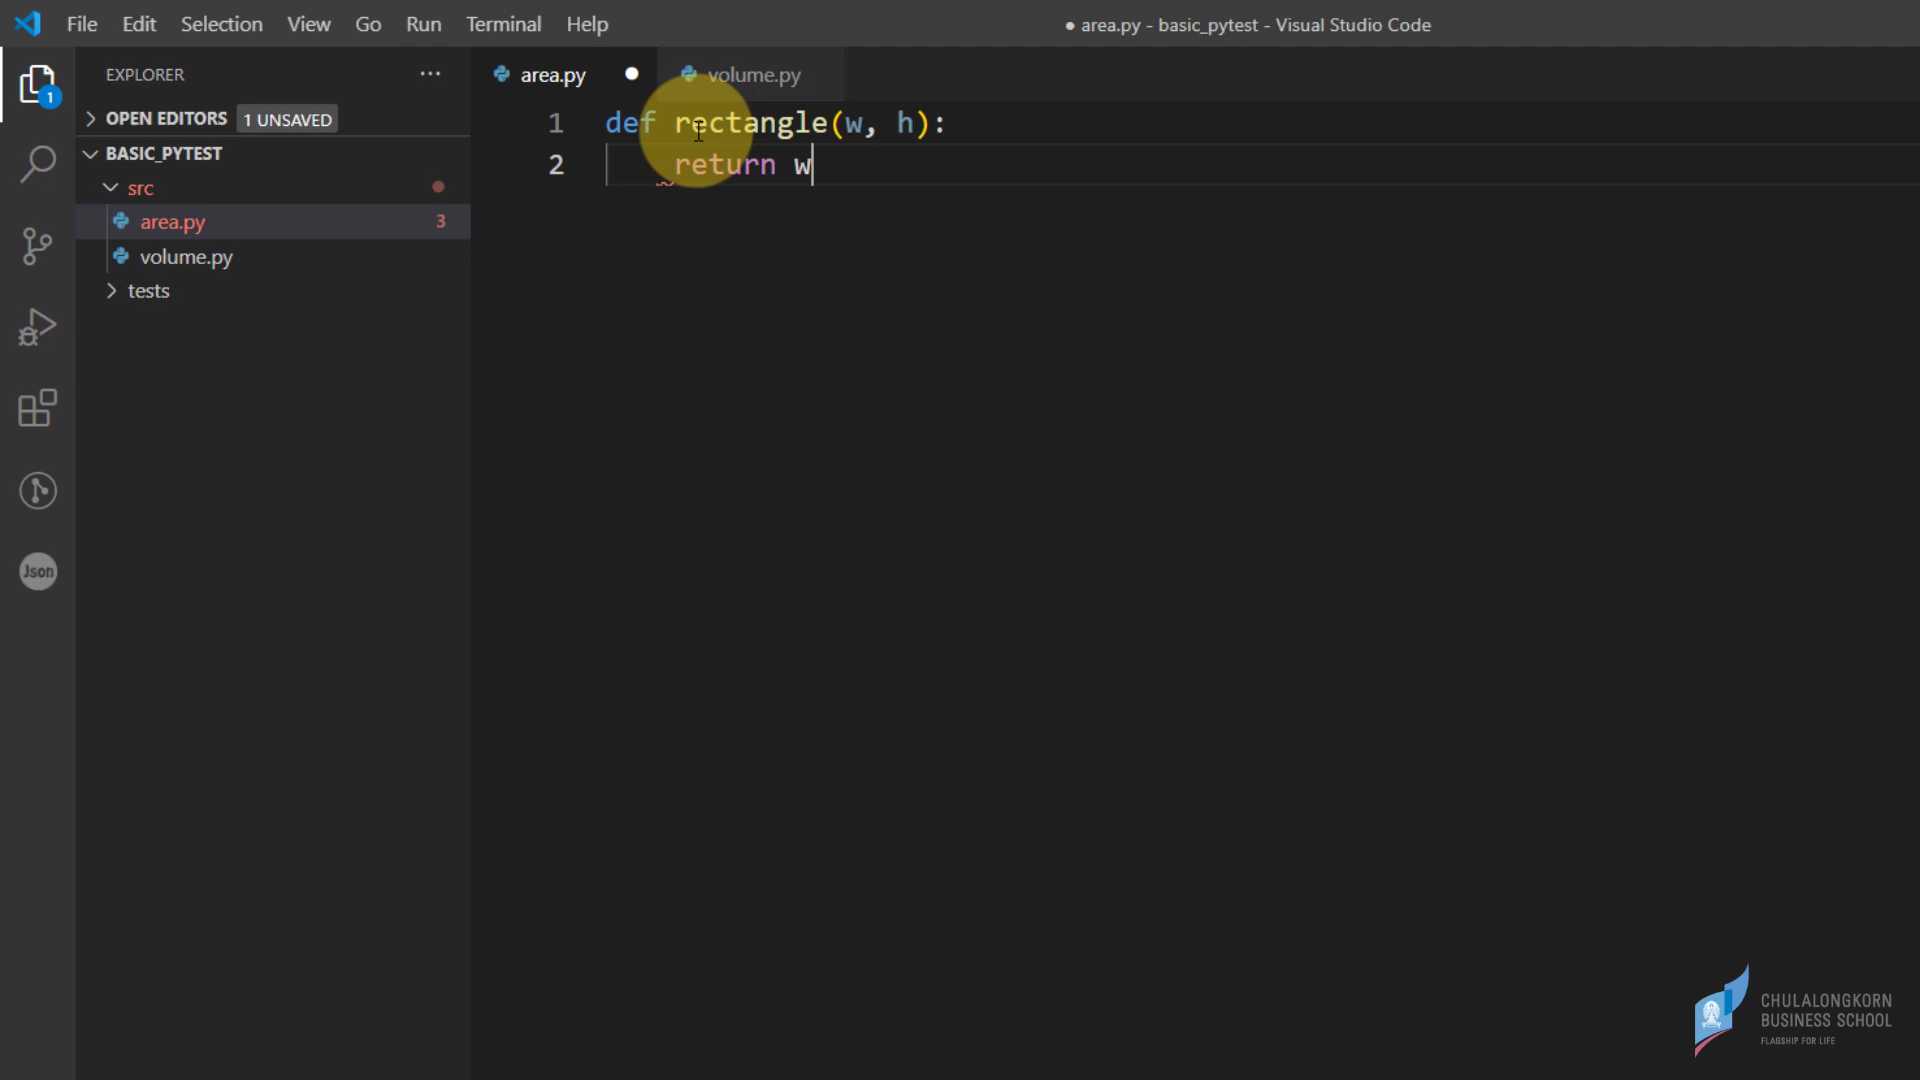 File Edit Selection View Go Run Terminal Help
● area.py - basic_pytest - Visual Studio Code
EXPLORER ···
area.py ●
volume.py
1
OPEN EDITORS 1 UNSAVED
BASIC_PYTEST
src
area.py 3
volume.py
tests
Json
1 def rectangle(w, h):
2 return w
CHULALONGKORN
BUSINESS SCHOOL
FLAGSHIP FOR LIFE